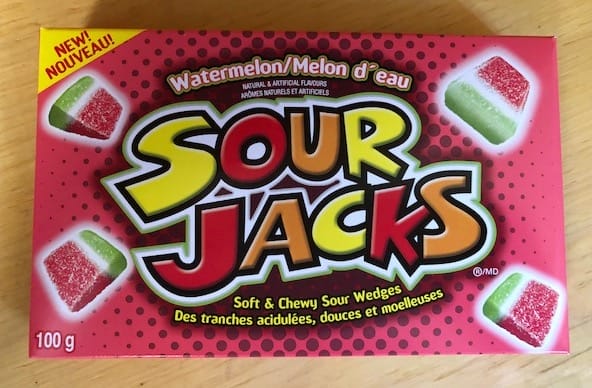 NEW!
NOUVEAU!
Watermelon/Melon d'eau
NATURAL & ARTIFICIAL FLAVOURS
ARÔMES NATURELS ET ARTIFICIELS
SOUR
JACKS
®/MD
Soft & Chewy Sour Wedges
Des tranches acidulées, douces et moelleuses
100 g